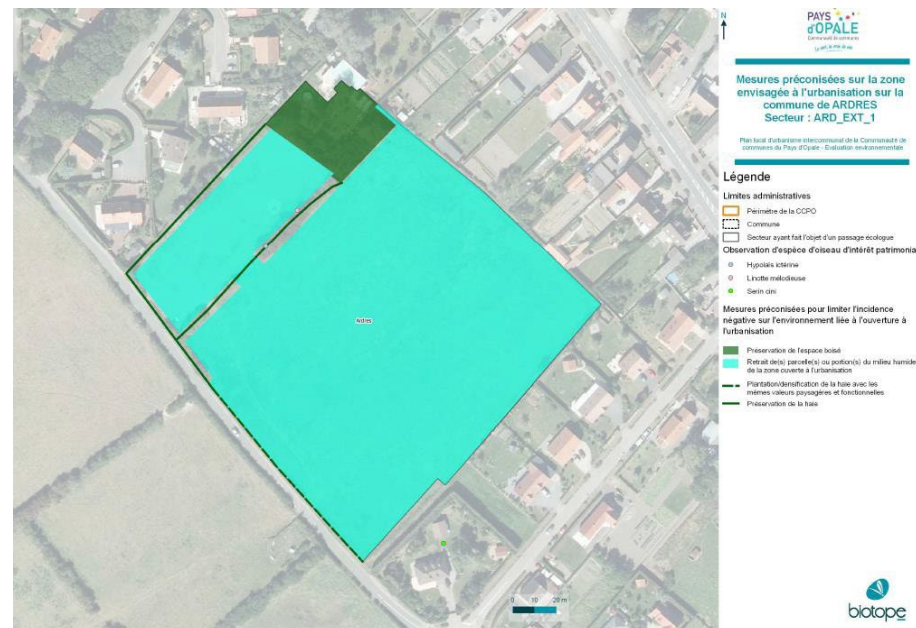 N
PAYS
d'OPALE
Communauté de communes
Mesures préconisées sur la zone
envisagée à l'urbanisation sur la
commune de ARDRES
Secteur : ARD_EXT_1
Plan local d'urbanisme intercommunal de la Communauté de
communes du Pays d'Opale - Evaluation environnementale
Légende
Limites administratives
Périmètre de la CCPO
Commune
Secteur ayant fait l'objet d'un passage écologue
Observation d'espèce d'oiseau d'intérêt patrimonia
Hypolaïs ictérine
Linotte mélodieuse
Serin cini
Mesures préconisées pour limiter l'incidence
négative sur l'environnement liée à l'ouverture à
l'urbanisation
Préservation de l'espace boisé
Retrait de(s) parcelle(s) ou portion(s) du milieu humide
de la zone ouverte à l'urbanisation
Plantation/densification de la haie avec les
mêmes valeurs paysagères et fonctionnelles
Préservation de la haie
Ardres
0 10 20 m
biotope